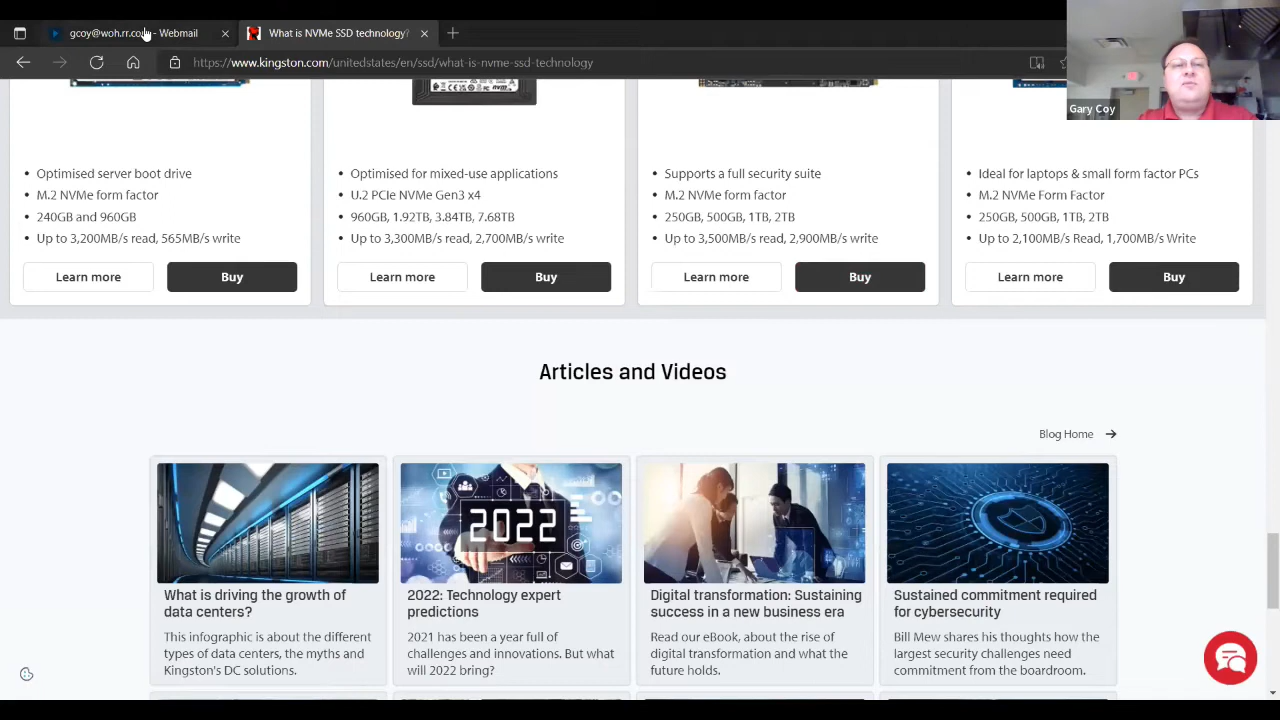 gcoy@woh.rr.com - Webmail
What is NVMe SSD technology?
https://www.kingston.com/unitedstates/en/ssd/what-is-nvme-ssd-technology
Gary Coy
• Optimised server boot drive
• M.2 NVMe form factor
• 240GB and 960GB
• Up to 3,200MB/s read, 565MB/s write
Learn more
Buy
• Optimised for mixed-use applications
• U.2 PCIe NVMe Gen3 x4
• 960GB, 1.92TB, 3.84TB, 7.68TB
• Up to 3,300MB/s read, 2,700MB/s write
Learn more
Buy
• Supports a full security suite
• M.2 NVMe form factor
• 250GB, 500GB, 1TB, 2TB
• Up to 3,500MB/s read, 2,900MB/s write
Learn more
Buy
• Ideal for laptops & small form factor PCs
• M.2 NVMe Form Factor
• 250GB, 500GB, 1TB, 2TB
• Up to 2,100MB/s Read, 1,700MB/s Write
Learn more
Buy
Articles and Videos
Blog Home
What is driving the growth of
data centers?
This infographic is about the different
types of data centers, the myths and
Kingston's DC solutions.
2022
2022: Technology expert
predictions
2021 has been a year full of
challenges and innovations. But what
will 2022 bring?
Digital transformation: Sustaining
success in a new business era
Read our eBook, about the rise of
digital transformation and what the
future holds.
Sustained commitment required
for cybersecurity
Bill Mew shares his thoughts how the
largest security challenges need
commitment from the boardroom.